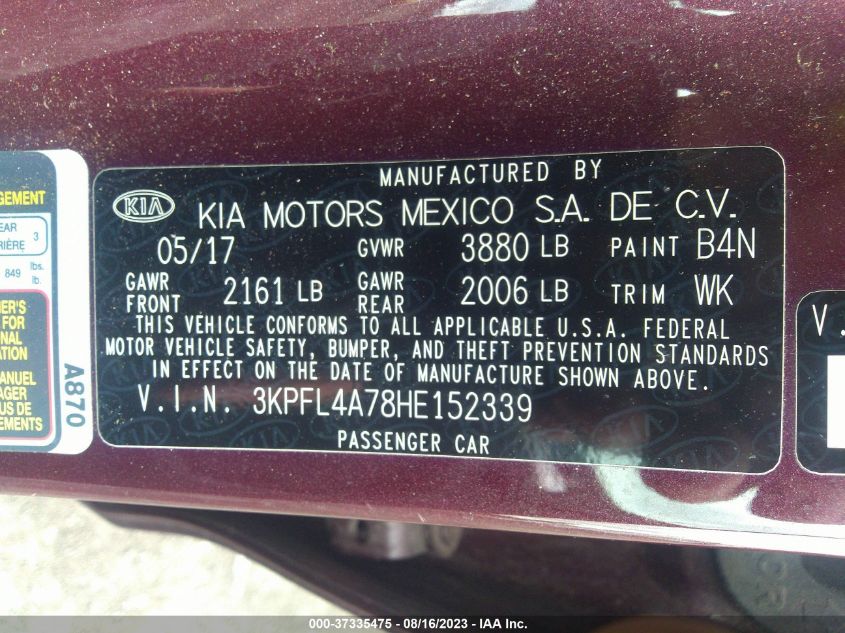 MANUFACTURED BY
KIA KIA MOTORS MEXICO S.A. DE C.V.
05/17 GVWR 3880 LB PAINT B4N
GAWR FRONT 2161 LB GAWR REAR 2006 LB TRIM WK
THIS VEHICLE CONFORMS TO ALL APPLICABLE U.S.A. FEDERAL
MOTOR VEHICLE SAFETY, BUMPER, AND THEFT PREVENTION STANDARDS
IN EFFECT ON THE DATE OF MANUFACTURE SHOWN ABOVE.
V.I.N. 3KPFL4A78HE152339
PASSENGER CAR
3
849 lbs.
lb.
FOR
A870
V.
000-37335475 - 08/16/2023 - IAA Inc.